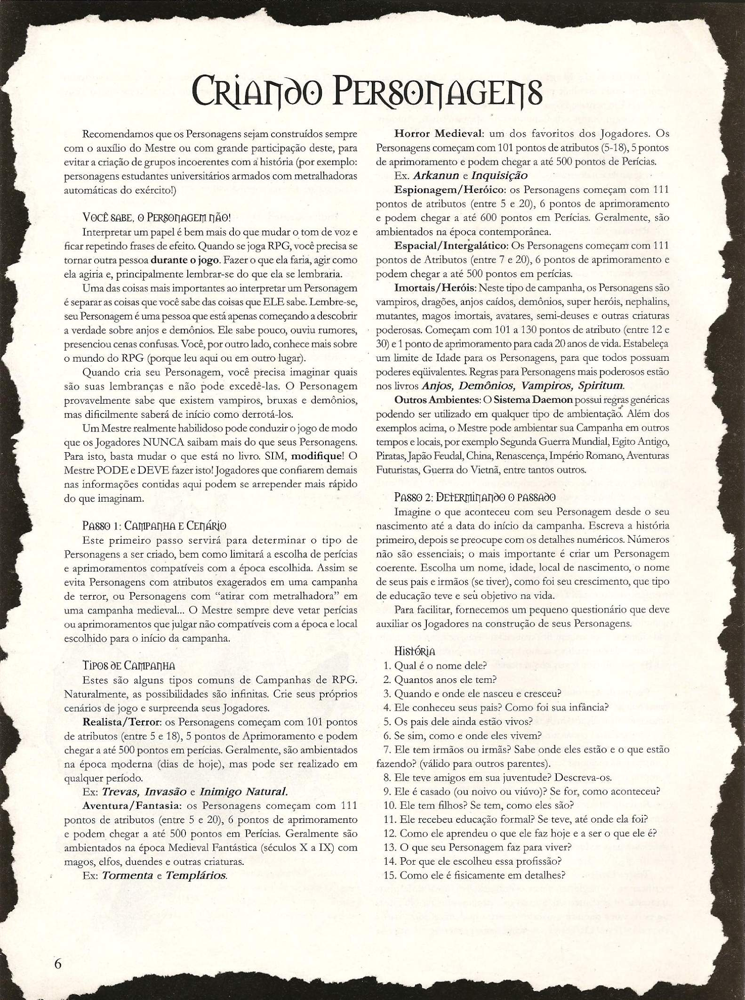 Criando Personagens
Recomendamos que os Personagens sejam construídos sempre
com o auxílio do Mestre ou com grande participação deste, para
evitar a criação de grupos incoerentes com a história (por exemplo:
personagens estudantes universitários armados com metralhadoras
automáticas do exército!)
Você sabe, o Personagem não!
Interpretar um papel é bem mais do que mudar o tom de voz e
ficar repetindo frases de efeito. Quando se joga RPG, você precisa se
tornar outra pessoa durante o jogo. Fazer o que ela faria, agir como
ela agiria e, principalmente lembrar-se do que ela se lembraria.
Uma das coisas mais importantes ao interpretar um Personagem
é separar as coisas que você sabe das coisas que ELE sabe. Lembre-se,
seu Personagem é uma pessoa que está apenas começando a descobrir
a verdade sobre anjos e demônios. Ele sabe pouco, ouviu rumores,
presenciou cenas confusas. Você, por outro lado, conhece mais sobre
o mundo do RPG (porque leu aqui ou em outro lugar).
Quando cria seu Personagem, você precisa imaginar quais
são suas lembranças e não pode excedê-las. O Personagem
provavelmente sabe que existem vampiros, bruxas e demônios,
mas dificilmente saberá de início como derrotá-los.
Um Mestre realmente habilidoso pode conduzir o jogo de modo
que os Jogadores NUNCA saibam mais do que seus Personagens.
Para isto, basta mudar o que está no livro. SIM, modifique! O
Mestre PODE e DEVE fazer isto! Jogadores que confiarem demais
nas informações contidas aqui podem se arrepender mais rápido
do que imaginam.
Passo 1: Campanha e Cenário
Este primeiro passo servirá para determinar o tipo de
Personagens a ser criado, bem como limitará a escolha de perícias
e aprimoramentos compatíveis com a época escolhida. Assim se
evita Personagens com atributos exagerados em uma campanha
de terror, ou Personagens com “atirar com metralhadora” em
uma campanha medieval... O Mestre sempre deve vetar perícias
ou aprimoramentos que julgar não compatíveis com a época e local
escolhido para o início da campanha.
Tipos de Campanha
Estes são alguns tipos comuns de Campanhas de RPG.
Naturalmente, as possibilidades são infinitas. Crie seus próprios
cenários de jogo e surpreenda seus Jogadores.
Realista/Terror: os Personagens começam com 101 pontos
de atributos (entre 5 e 18), 5 pontos de Aprimoramento e podem
chegar a até 500 pontos em perícias. Geralmente, são ambientados
na época moderna (dias de hoje), mas pode ser realizado em
qualquer período.
Ex: Trevas, Invasão e Inimigo Natural.
Aventura/Fantasia: os Personagens começam com 111
pontos de atributos (entre 5 e 20), 6 pontos de aprimoramento
e podem chegar a até 500 pontos em Perícias. Geralmente são
ambientados na época Medieval Fantástica (séculos X a IX) com
magos, elfos, duendes e outras criaturas.
Ex: Tormenta e Templários.
Horror Medieval: um dos favoritos dos Jogadores. Os
Personagens começam com 101 pontos de atributos (5-18), 5 pontos
de aprimoramento e podem chegar a até 500 pontos de Perícias.
Ex. Arkanun e Inquisição
Espionagem/Heróico: os Personagens começam com 111
pontos de atributos (entre 5 e 20), 6 pontos de aprimoramento
e podem chegar a até 600 pontos em Perícias. Geralmente, são
ambientados na época contemporânea.
Espacial/Intergalático: Os Personagens começam com 111
pontos de Atributos (entre 7 e 20), 6 pontos de aprimoramento e
podem chegar a até 500 pontos em perícias.
Imortais/Heróis: Neste tipo de campanha, os Personagens são
vampiros, dragões, anjos caídos, demônios, super heróis, nephalins,
mutantes, magos imortais, avatares, semi-deuses e outras criaturas
poderosas. Começam com 101 a 130 pontos de atributo (entre 12 e
30) e 1 ponto de aprimoramento para cada 20 anos de vida. Estabeleça
um limite de Idade para os Personagens, para que todos possuam
poderes eqüivalentes. Regras para Personagens mais poderosos estão
nos livros Anjos, Demônios, Vampiros, Spiritum.
Outros Ambientes: O Sistema Daemon possui regras genéricas
podendo ser utilizado em qualquer tipo de ambientação. Além dos
exemplos acima, o Mestre pode ambientar sua Campanha em outros
tempos e locais, por exemplo Segunda Guerra Mundial, Egito Antigo,
Piratas, Japão Feudal, China, Renascença, Império Romano, Aventuras
Futuristas, Guerra do Vietnã, entre tantos outros.
Passo 2: Determinando o passado
Imagine o que aconteceu com seu Personagem desde o seu
nascimento até a data do início da campanha. Escreva a história
primeiro, depois se preocupe com os detalhes numéricos. Números
não são essenciais; o mais importante é criar um Personagem
coerente. Escolha um nome, idade, local de nascimento, o nome
de seus pais e irmãos (se tiver), como foi seu crescimento, que tipo
de educação teve e seu objetivo na vida.
Para facilitar, fornecemos um pequeno questionário que deve
auxiliar os Jogadores na construção de seus Personagens.
História
1. Qual é o nome dele?
2. Quantos anos ele tem?
3. Quando e onde ele nasceu e cresceu?
4. Ele conheceu seus pais? Como foi sua infância?
5. Os pais dele ainda estão vivos?
6. Se sim, como e onde eles vivem?
7. Ele tem irmãos ou irmãs? Sabe onde eles estão e o que estão
fazendo? (válido para outros parentes).
8. Ele teve amigos em sua juventude? Descreva-os.
9. Ele é casado (ou noivo ou viúvo)? Se for, como aconteceu?
10. Ele tem filhos? Se tem, como eles são?
11. Ele recebeu educação formal? Se teve, até onde ela foi?
12. Como ele aprendeu o que ele faz hoje e a ser o que ele é?
13. O que seu Personagem faz para viver?
14. Por que ele escolheu essa profissão?
15. Como ele é fisicamente em detalhes?
6